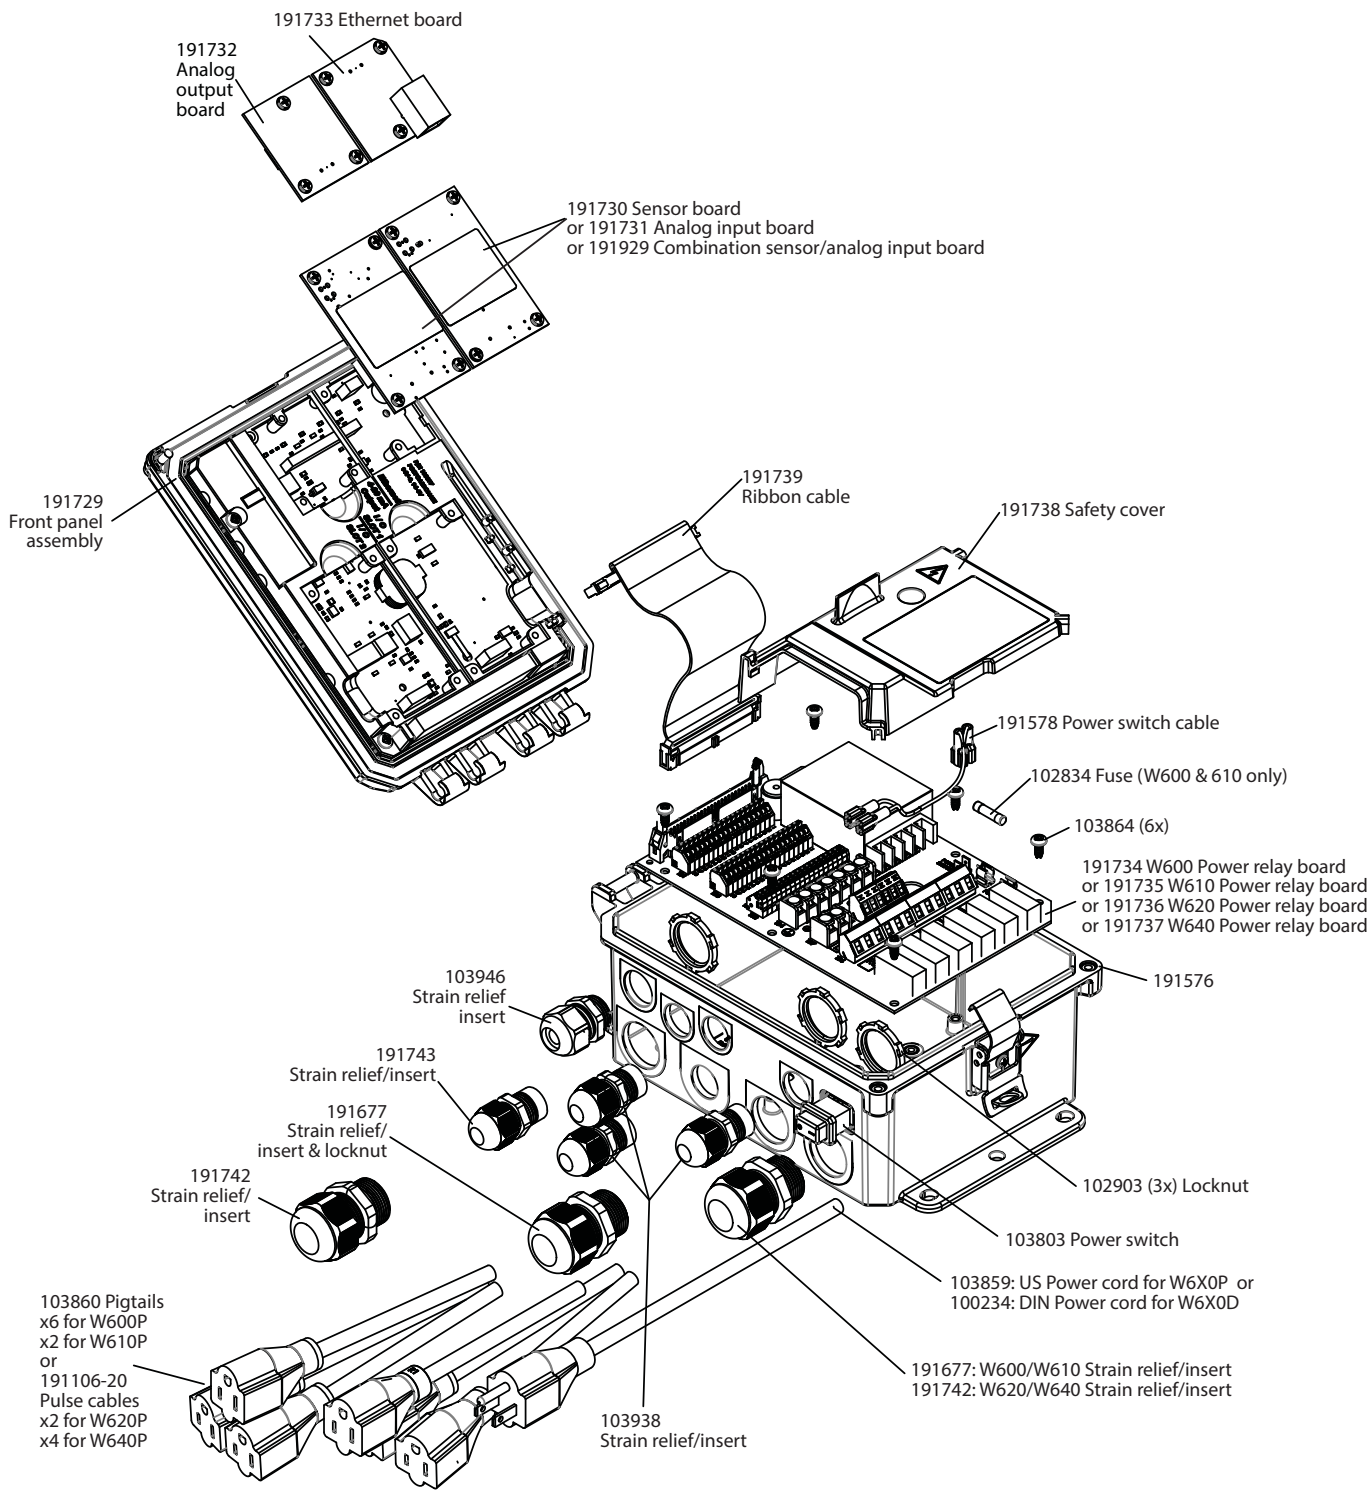 191733 Ethernet board
191732
Analog
output
board
191730 Sensor board
or 191731 Analog input board
or 191929 Combination sensor/analog input board
191729
Front panel
assembly
191739
Ribbon cable
191738 Safety cover
191578 Power switch cable
102834 Fuse (W600 & 610 only)
103864 (6x)
191734 W600 Power relay board
or 191735 W610 Power relay board
or 191736 W620 Power relay board
or 191737 W640 Power relay board
191576
103946
Strain relief
insert
191743
Strain relief/insert
191677
Strain relief/
insert & locknut
191742
Strain relief/
insert
102903 (3x) Locknut
103803 Power switch
103859: US Power cord for W6X0P or
100234: DIN Power cord for W6X0D
103860 Pigtails
x6 for W600P
x2 for W610P
or
191106-20
Pulse cables
x2 for W620P
x4 for W640P
191677: W600/W610 Strain relief/insert
191742: W620/W640 Strain relief/insert
103938
Strain relief/insert